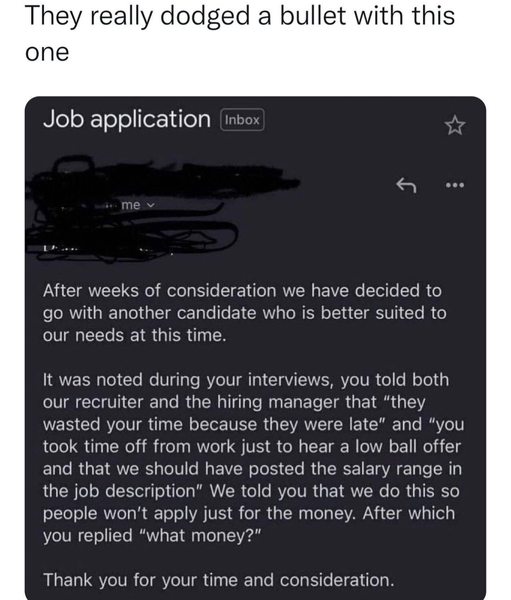 They really dodged a bullet with this
one
Job application Inbox
me
After weeks of consideration we have decided to
go with another candidate who is better suited to
our needs at this time.
It was noted during your interviews, you told both
our recruiter and the hiring manager that “they
wasted your time because they were late” and “you
took time off from work just to hear a low ball offer
and that we should have posted the salary range in
the job description” We told you that we do this so
people won’t apply just for the money. After which
you replied “what money?”
Thank you for your time and consideration.